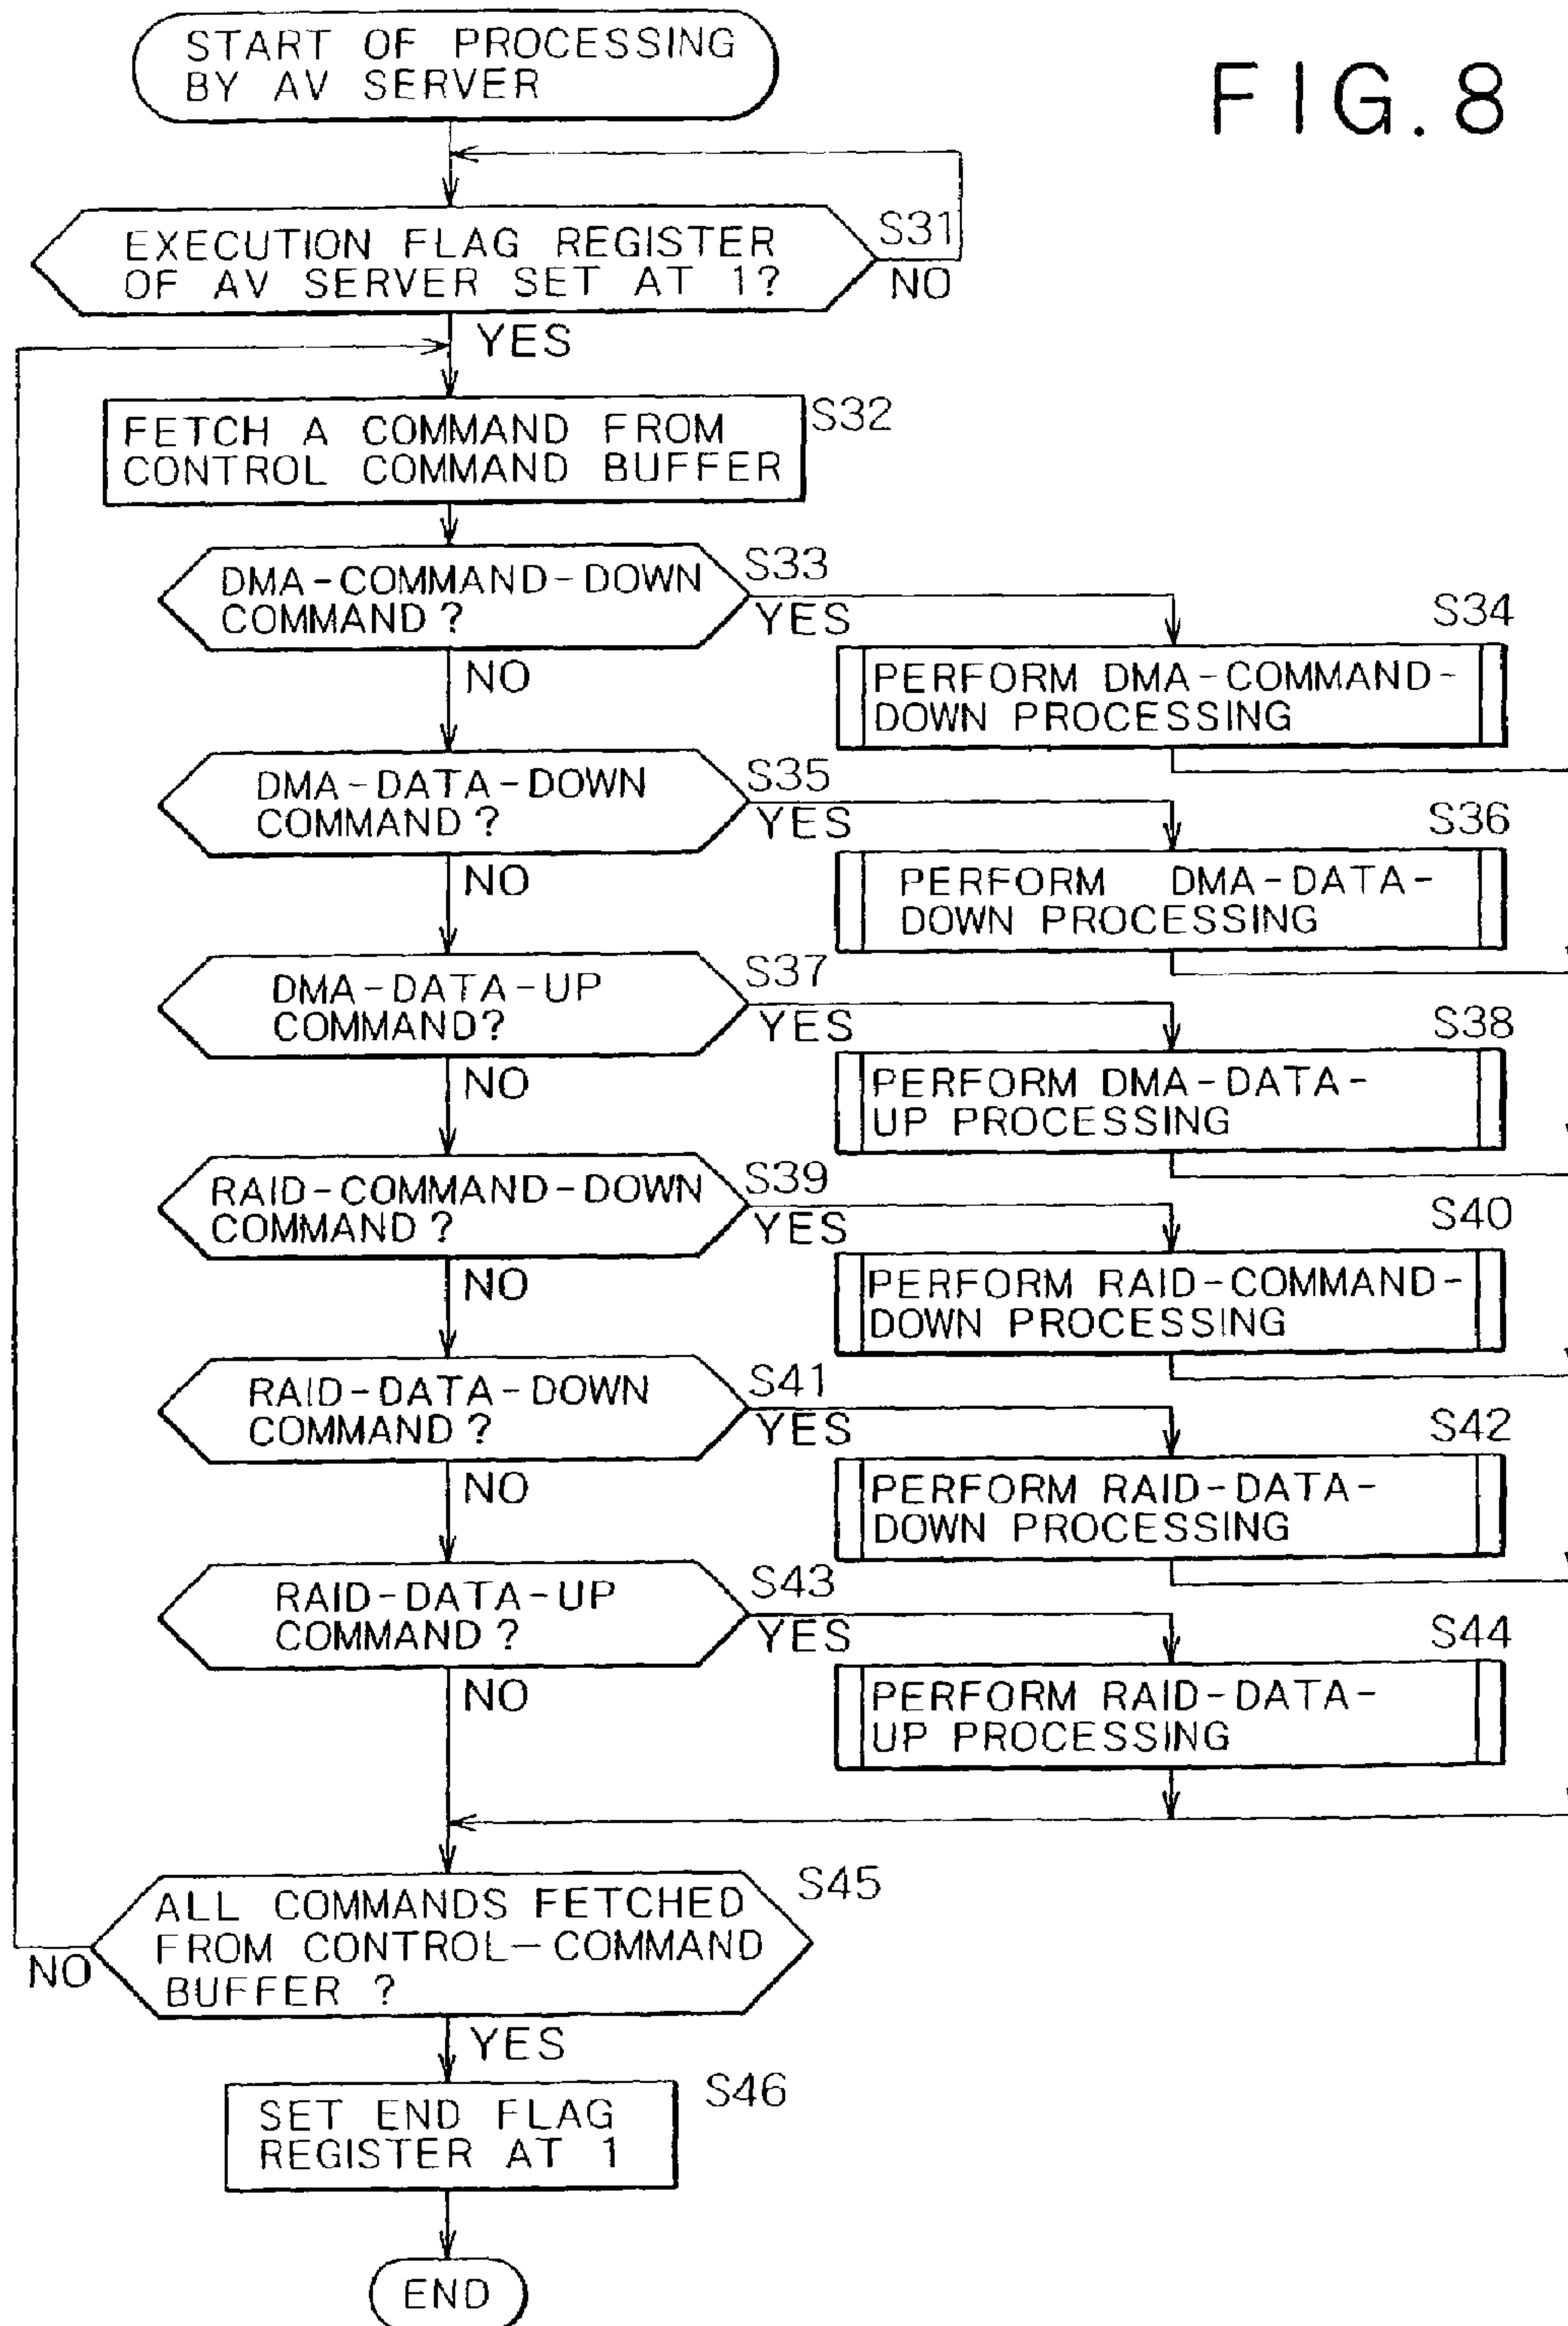 FIG. 8
START OF PROCESSING
BY AV SERVER
EXECUTION FLAG REGISTER
OF AV SERVER SET AT 1?
S31
NO
YES
FETCH A COMMAND FROM
CONTROL COMMAND BUFFER
S32
DMA-COMMAND-DOWN
COMMAND?
S33
YES
NO
S34
PERFORM DMA-COMMAND-
DOWN PROCESSING
DMA-DATA-DOWN
COMMAND?
S35
YES
NO
S36
PERFORM DMA-DATA-
DOWN PROCESSING
DMA-DATA-UP
COMMAND?
S37
YES
NO
S38
PERFORM DMA-DATA-
UP PROCESSING
RAID-COMMAND-DOWN
COMMAND?
S39
YES
NO
S40
PERFORM RAID-COMMAND-
DOWN PROCESSING
RAID-DATA-DOWN
COMMAND?
S41
YES
NO
S42
PERFORM RAID-DATA-
DOWN PROCESSING
RAID-DATA-UP
COMMAND?
S43
YES
NO
S44
PERFORM RAID-DATA-
UP PROCESSING
ALL COMMANDS FETCHED
FROM CONTROL-COMMAND
BUFFER ?
S45
NO
YES
SET END FLAG
REGISTER AT 1
S46
END